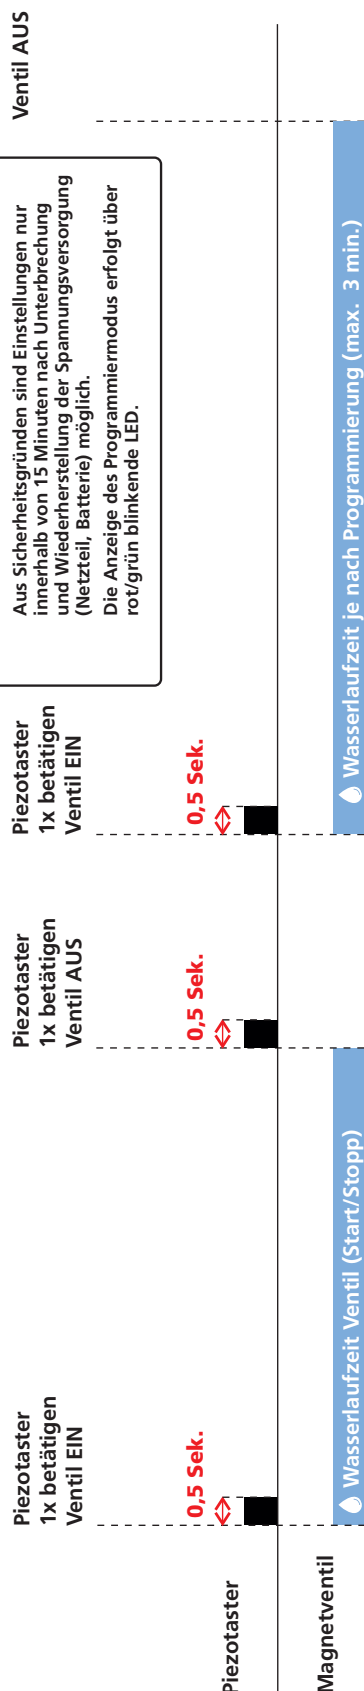 Piezotaster
1x betätigen
Ventil EIN
Piezotaster
1x betätigen
Ventil AUS
Piezotaster
1x betätigen
Ventil EIN
Ventil AUS
Aus Sicherheitsgründen sind Einstellungen nur
innerhalb von 15 Minuten nach Unterbrechung
und Wiederherstellung der Spannungsversorgung
(Netzteil, Batterie) möglich.
Die Anzeige des Programmiermodus erfolgt über
rot/grün blinkende LED.
0,5 Sek.
0,5 Sek.
0,5 Sek.
Piezotaster
Magnetventil
Wasserlaufzeit Ventil (Start/Stopp)
Wasserlaufzeit je nach Programmierung (max. 3 min.)